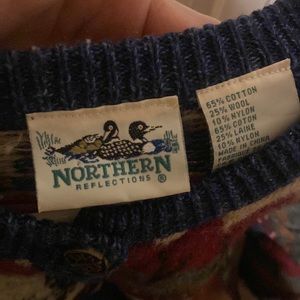 NORTHERN
REFLECTIONS ®
65% COTTON
25% WOOL
10% NYLON
65% COTON
25% LAINE
10% NYLON
MADE IN CHINA